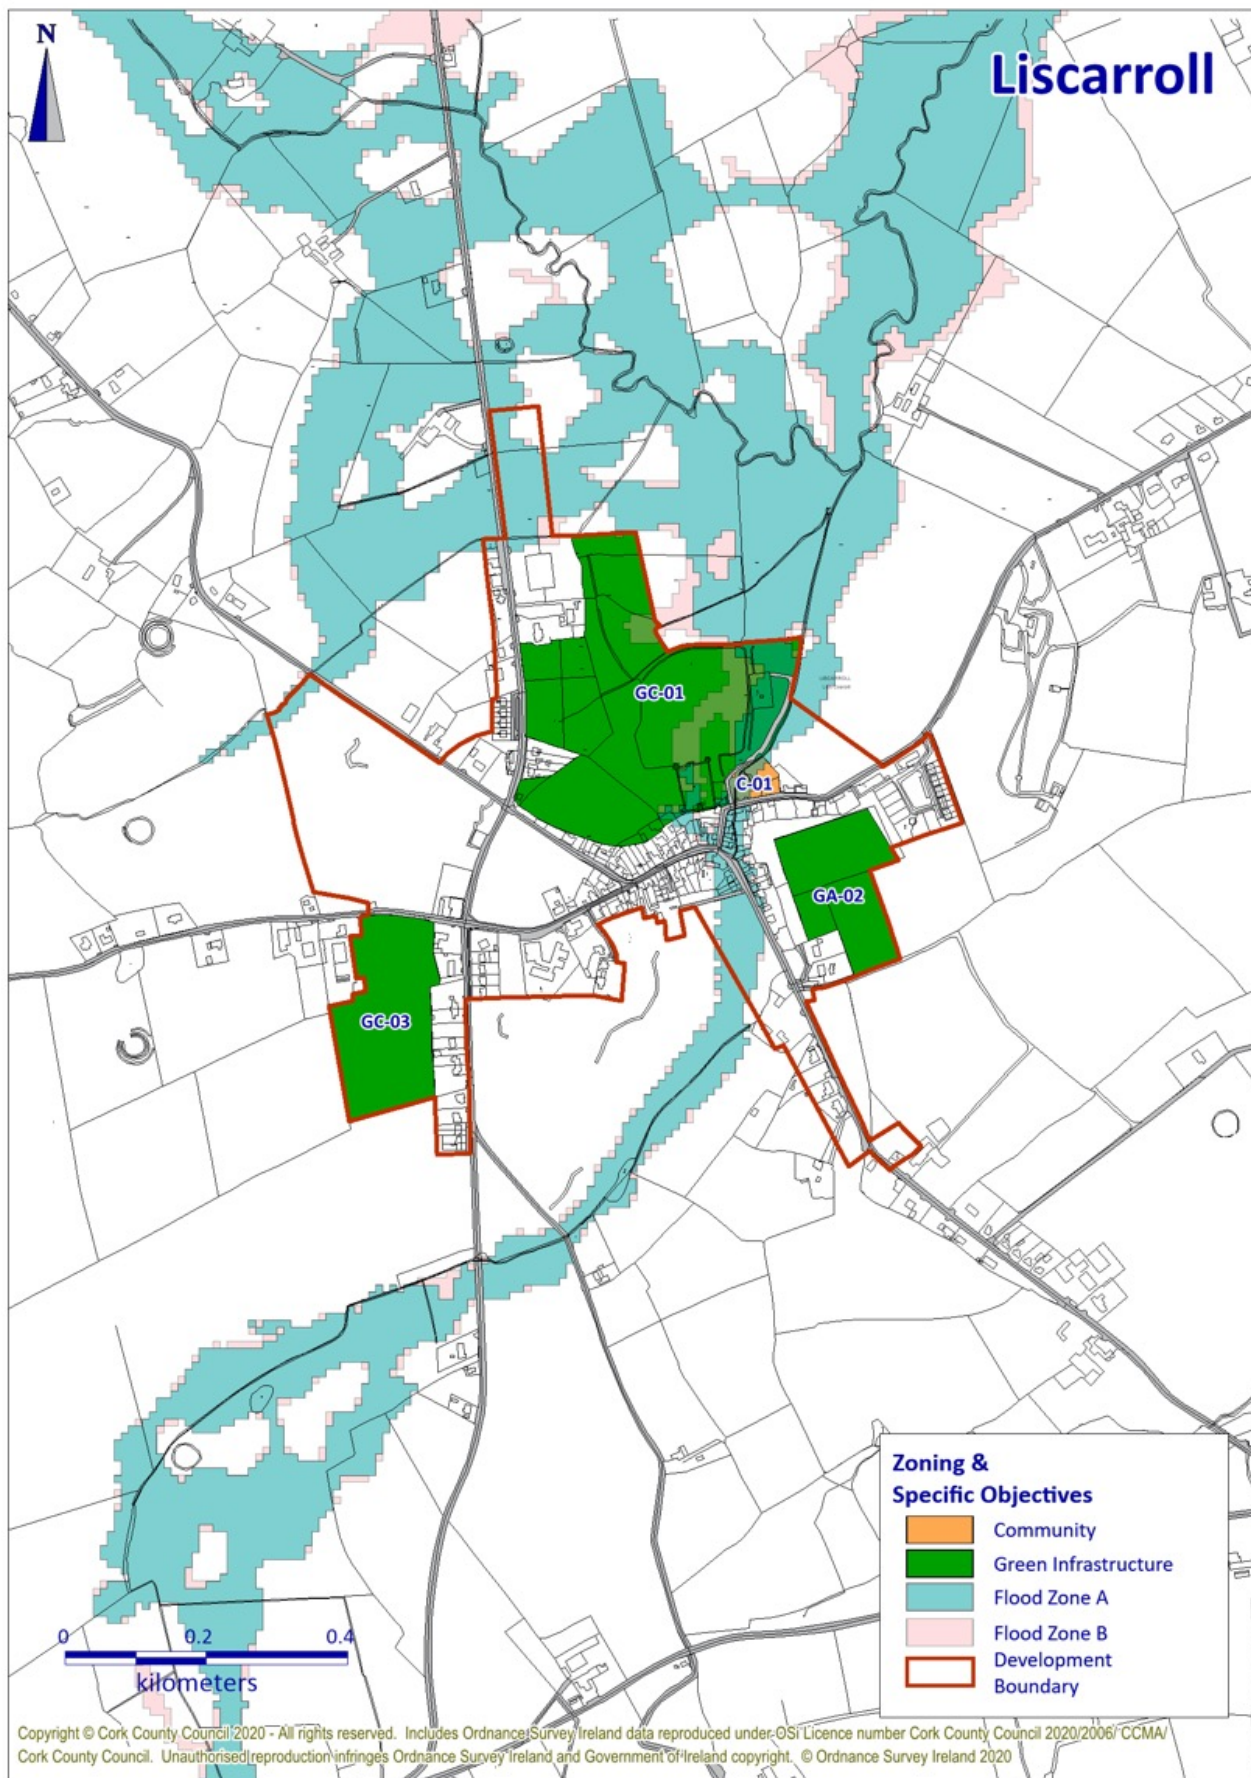 N
Liscarroll
LISCARROLL
GC-01
C-01
GA-02
GC-03
Zoning &
Specific Objectives
Community
Green Infrastructure
Flood Zone A
Flood Zone B
Development
Boundary
0 0.2 0.4
kilometers
Copyright © Cork County Council 2020 - All rights reserved. Includes Ordnance Survey Ireland data reproduced under OSi Licence number Cork County Council 2020/2006/ CCMA/
Cork County Council. Unauthorised reproduction infringes Ordnance Survey Ireland and Government of Ireland copyright. © Ordnance Survey Ireland 2020